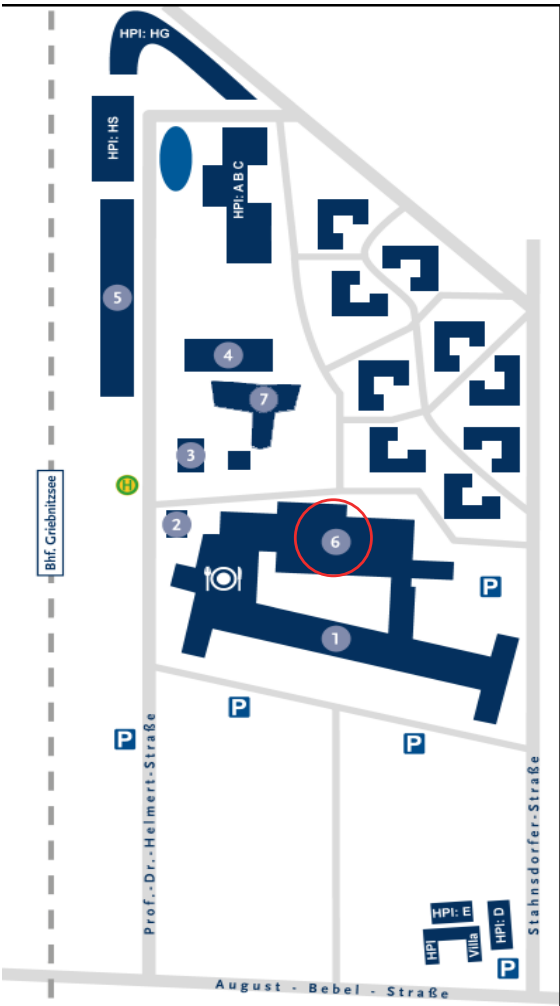 HPI: HG
HPI: HS
HPI: A B C
5
4
7
3
H
Bhf. Griebnitzsee
2
6
P
1
P
P
P
Prof.-Dr.-Helmert-Straße
Stahnsdorfer-Straße
HPI: E
HPI: D
HPI
Villa
P
August - Bebel - Straße